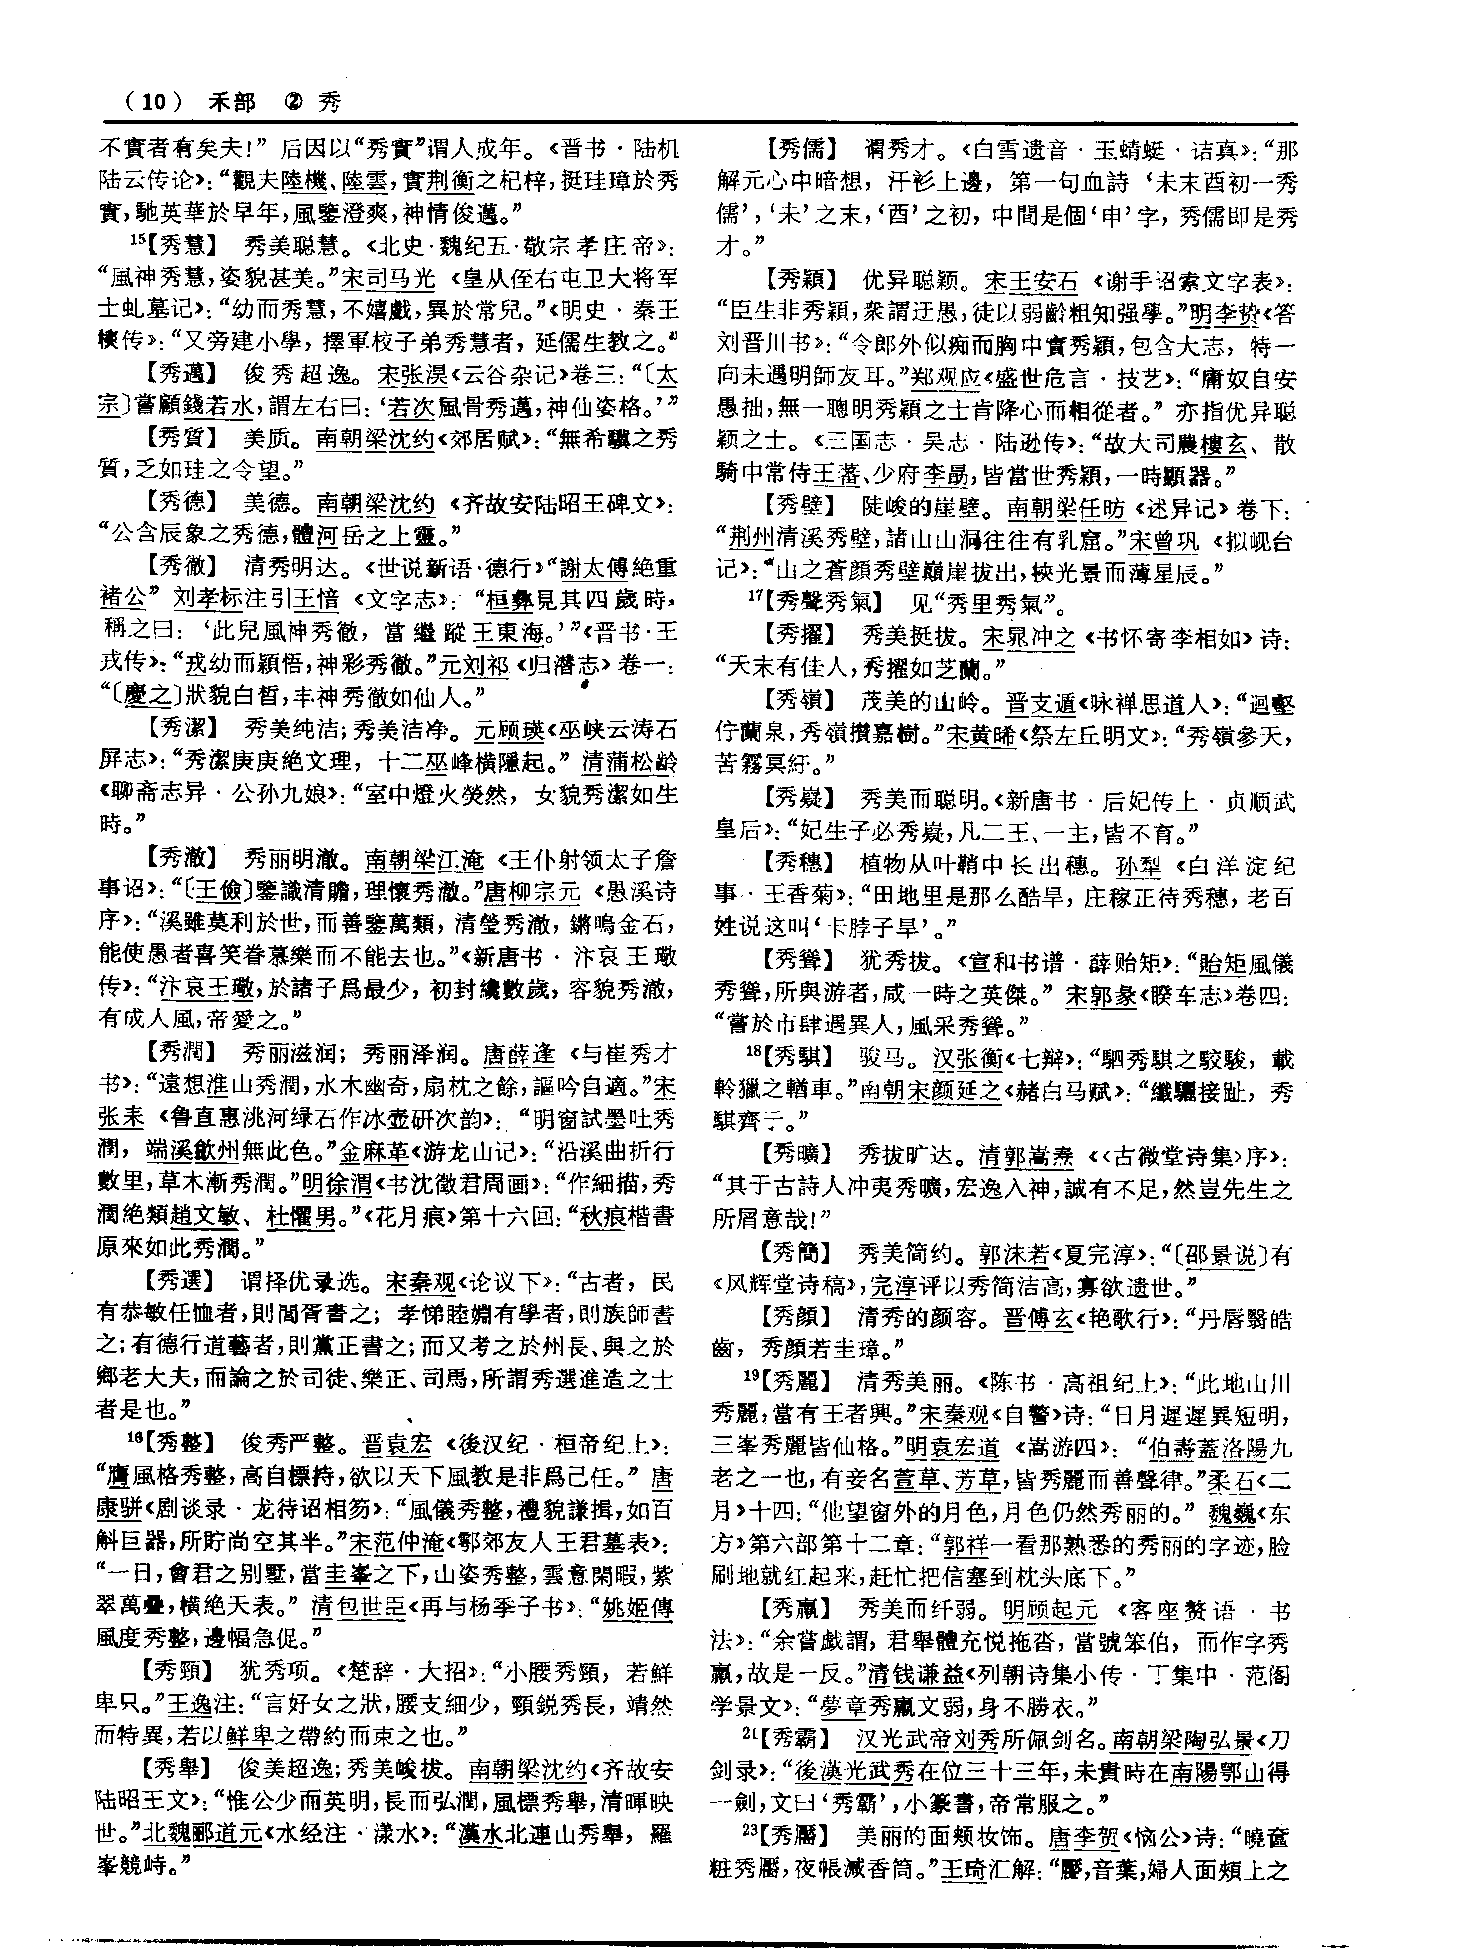 （10） 禾部 ② 秀
不實者有矣夫！”后因以“秀實”谓人成年。《晋书·陆机
陆云传论》：“觀夫陸機、陸雲，實荆衡之杞梓，挺珪璋於秀
實，馳英華於早年，風鑒澄爽，神情俊邁。”
15【秀慧】 秀美聪慧。《北史·魏纪五·敬宗孝庄帝》：
“風神秀慧，姿貌甚美。”宋司马光《皇从侄右屯卫大将军
士虬墓记》：“幼而秀慧，不嬉戲，異於常兒。”《明史·秦王
樉传》：“又旁建小學，擇軍校子弟秀慧者，延儒生教之。”
【秀邁】 俊秀超逸。宋张淏《云谷杂记》卷三：“〔太
宗〕嘗顧錢若水，謂左右曰：‘若次風骨秀邁，神仙姿格。’”
【秀質】 美质。南朝梁沈约《郊居赋》：“無希驥之秀
質，乏如珪之令望。”
【秀德】 美德。南朝梁沈约《齐故安陆昭王碑文》：
“公含辰象之秀德，體河岳之上靈。”
【秀徹】 清秀明达。《世说新语·德行》“謝太傅絶重
褚公”刘孝标注引王愔《文字志》：“桓彝見其四歲時，
稱之曰：‘此兒風神秀徹，當繼蹤王東海。’”《晋书·王
戎传》：“戎幼而穎悟，神彩秀徹。”元刘祁《归潜志》卷一：
“〔慶之〕狀貌白皙，丰神秀徹如仙人。”
【秀潔】 秀美纯洁；秀美洁净。元顾瑛《巫峡云涛石
屏志》：“秀潔庚庚絶文理，十二巫峰横隱起。”清蒲松龄
《聊斋志异·公孙九娘》：“室中燈火熒然，女貌秀潔如生
時。”
【秀澈】 秀丽明澈。南朝梁江淹《王仆射领太子詹
事诏》：“〔王儉〕鑒識清贍，理懷秀澈。”唐柳宗元《愚溪诗
序》：“溪雖莫利於世，而善鑒萬類，清瑩秀澈，鏘鳴金石，
能使愚者喜笑眷慕樂而不能去也。”《新唐书·汴哀王璥
传》：“汴哀王璥，於諸子爲最少，初封纔數歲，容貌秀澈，
有成人風，帝愛之。”
【秀潤】 秀丽滋润；秀丽泽润。唐薛逢《与崔秀才
书》：“遠想淮山秀潤，水木幽奇，扇枕之餘，謳吟自適。”宋
张耒《鲁直惠洮河绿石作冰壶研次韵》：“明窗試墨吐秀
潤，端溪歙州無此色。”金麻革《游龙山记》：“沿溪曲折行
數里，草木漸秀潤。”明徐渭《书沈徵君周画》：“作細描，秀
潤絶類趙文敏、杜懼男。”《花月痕》第十六回：“秋痕楷書
原來如此秀潤。”
【秀選】 谓择优录选。宋秦观《论议下》：“古者，民
有恭敏任恤者，則閭胥書之；孝悌睦婣有學者，則族師書
之；有德行道藝者，則黨正書之；而又考之於州長、與之於
鄉老大夫，而論之於司徒、樂正、司馬，所謂秀選進造之士
者是也。”
16【秀整】 俊秀严整。晋袁宏《後汉纪·桓帝纪上》：
“膺風格秀整，高自標持，欲以天下風教是非爲己任。”唐
康骈《剧谈录·龙待诏相笏》：“風儀秀整，禮貌謙揖，如百
斛巨器，所貯尚空其半。”宋范仲淹《鄠郊友人王君墓表》：
“一日，會君之别墅，當圭峯之下，山姿秀整，雲意閑暇，紫
翠萬疊，横絶天表。”清包世臣《再与杨季子书》：“姚姬傳
風度秀整，邊幅急促。”
【秀頸】 犹秀项。《楚辞·大招》：“小腰秀頸，若鮮
卑只。”王逸注：“言好女之狀，腰支細少，頸鋭秀長，靖然
而特異，若以鮮卑之帶約而束之也。”
【秀舉】 俊美超逸；秀美峻拔。南朝梁沈约《齐故安
陆昭王文》：“惟公少而英明，長而弘潤，風標秀舉，清暉映
世。”北魏郦道元《水经注·漾水》：“漢水北連山秀舉，羅
峯競峙。”
【秀儒】 谓秀才。《白雪遗音·玉蜻蜓·诘真》：“那
解元心中暗想，汗衫上邊，第一句血詩‘未末酉初一秀
儒’，‘未’之末，‘酉’之初，中間是個‘申’字，秀儒即是秀
才。”
【秀穎】 优异聪颖。宋王安石《谢手诏索文字表》：
“臣生非秀穎，衆謂迂愚，徒以弱齡粗知强學。”明李贽《答
刘晋川书》：“令郎外似痴而胸中實秀穎，包含大志，特一
向未遇明師友耳。”郑观应《盛世危言·技艺》：“庸奴自安
愚拙，無一聰明秀穎之士肯降心而相從者。”亦指优异聪
颖之士。《三国志·吴志·陆逊传》：“故大司農樓玄、散
騎中常侍王蕃、少府李勗，皆當世秀穎，一時顯器。”
【秀壁】 陡峻的崖壁。南朝梁任昉《述异记》卷下：
“荆州清溪秀壁，諸山山洞往往有乳窟。”宋曾巩《拟岘台
记》：“山之蒼顔秀壁巔崖拔出，挾光景而薄星辰。”
17【秀聲秀氣】 见“秀里秀氣”。
【秀擢】 秀美挺拔。宋晁冲之《书怀寄李相如》诗：
“天末有佳人，秀擢如芝蘭。”
【秀嶺】 茂美的山岭。晋支遁《咏禅思道人》：“迴壑
佇蘭泉，秀嶺攢嘉樹。”宋黄晞《祭左丘明文》：“秀嶺參天，
苦霧冥紆。”
【秀嶷】 秀美而聪明。《新唐书·后妃传上·贞顺武
皇后》：“妃生子必秀嶷，凡二王、一主，皆不育。”
【秀穗】 植物从叶鞘中长出穗。孙犁《白洋淀纪
事·王香菊》：“田地里是那么酷旱，庄稼正待秀穗，老百
姓说这叫‘卡脖子旱’。”
【秀聳】 犹秀拔。《宣和书谱·薛贻矩》：“貽矩風儀
秀聳，所與游者，咸一時之英傑。”宋郭彖《睽车志》卷四：
“嘗於市肆遇異人，風采秀聳。”
18【秀騏】 骏马。汉张衡《七辩》：“駟秀騏之駮駿，載
軨獵之輶車。”南朝宋颜延之《赭白马赋》：“纖驪接趾，秀
騏齊亍。”
【秀曠】 秀拔旷达。清郭嵩焘《〈古微堂诗集〉序》：
“其于古詩人冲夷秀曠，宏逸入神，誠有不足，然豈先生之
所屑意哉！”
【秀簡】 秀美简约。郭沫若《夏完淳》：“〔邵景说〕有
《风辉堂诗稿》，完淳评以秀简洁高，寡欲遗世。”
【秀顔】 清秀的颜容。晋傅玄《艳歌行》：“丹唇翳皓
齒，秀顔若圭璋。”
19【秀麗】 清秀美丽。《陈书·高祖纪上》：“此地山川
秀麗，當有王者興。”宋秦观《自警》诗：“日月遲遲異短明，
三峯秀麗皆仙格。”明袁宏道《嵩游四》：“伯壽蓋洛陽九
老之一也，有妾名萱草、芳草，皆秀麗而善聲律。”柔石《二
月》十四：“他望窗外的月色，月色仍然秀丽的。”魏巍《东
方》第六部第十二章：“郭祥一看那熟悉的秀丽的字迹，脸
刷地就红起来，赶忙把信塞到枕头底下。”
【秀羸】 秀美而纤弱。明顾起元《客座赘语·书
法》：“余嘗戲謂，君舉體充悦拖沓，當號笨伯，而作字秀
羸，故是一反。”清钱谦益《列朝诗集小传·丁集中·范阁
学景文》：“夢章秀羸文弱，身不勝衣。”
21【秀霸】 汉光武帝刘秀所佩剑名。南朝梁陶弘景《刀
剑录》：“後漢光武秀在位三十三年，未貴時在南陽鄂山得
一劍，文曰‘秀霸’，小篆書，帝常服之。”
23【秀靨】 美丽的面颊妆饰。唐李贺《恼公》诗：“曉奩
粧秀靨，夜帳減香筒。”王琦汇解：“靨，音葉，婦人面頰上之